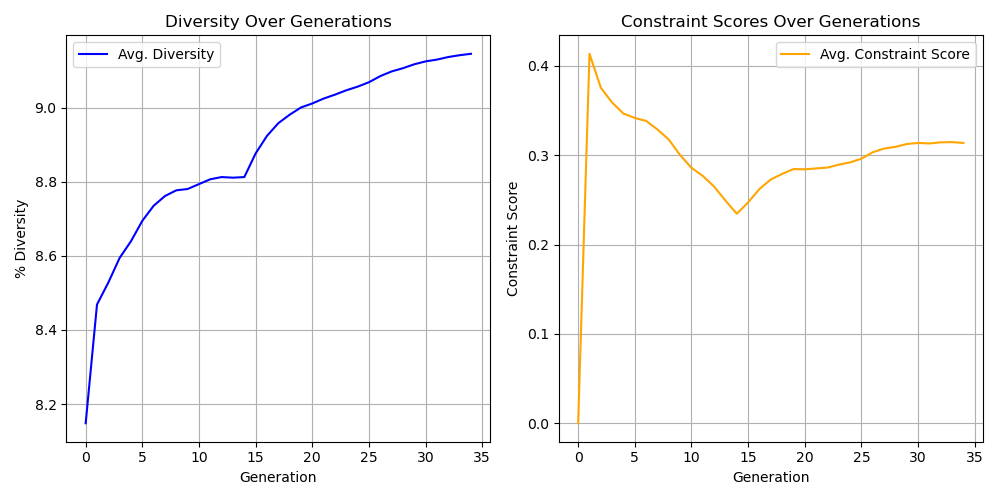 Diversity Over Generations
Avg. Diversity
% Diversity
9.0
8.8
8.6
8.4
8.2
0 5 10 15 20 25 30 35
Generation
Constraint Scores Over Generations
Avg. Constraint Score
Constraint Score
0.4
0.3
0.2
0.1
0.0
0 5 10 15 20 25 30 35
Generation